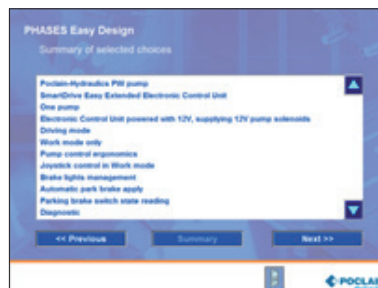 PHASES Easy Design
Summary of selected choices
Poclain-Hydraulics PW pump
SmartDrive Easy Extended Electronic Control Unit
One pump
Electronic Control Unit powered with 12V, supplying 12V pump solenoids
Driving mode
Work mode only
Pump control ergonomics
Joystick control in Work mode
Brake lights management
Automatic park brake apply
Parking brake switch state reading
Diagnostic
<< Previous
Summary
Next >>
POCLAI